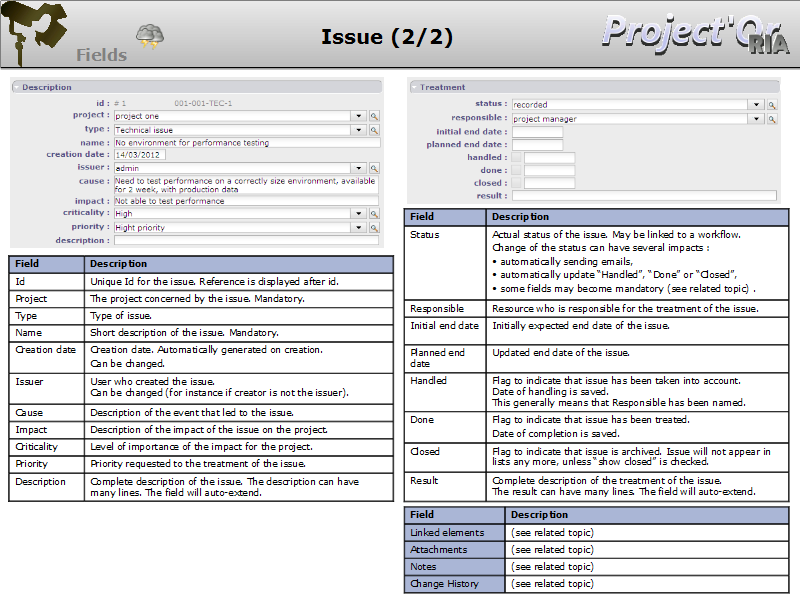 Fields
Issue (2/2)
Project'Or
RIA
Description
id : # 1 001-001-TEC-1
project : project one
type : Technical issue
name : No environment for performance testing
creation date : 14/03/2012
issuer : admin
cause : Need to test performance on a correctly size environment, available
for 2 week, with production data
impact : Not able to test performance
criticality : High
priority : Hight priority
description :
Field Description
Id Unique Id for the issue. Reference is displayed after id.
Project The project concerned by the issue. Mandatory.
Type Type of issue.
Name Short description of the issue. Mandatory.
Creation date Creation date. Automatically generated on creation.
Can be changed.
Issuer User who created the issue.
Can be changed (for instance if creator is not the issuer).
Cause Description of the event that led to the issue.
Impact Description of the impact of the issue on the project.
Criticality Level of importance of the impact for the project.
Priority Priority requested to the treatment of the issue.
Description Complete description of the issue. The description can have
many lines. The field will auto-extend.
Treatment
status : recorded
responsible : project manager
initial end date :
planned end date :
handled :
done :
closed :
result :
Field Description
Status Actual status of the issue. May be linked to a workflow.
Change of the status can have several impacts :
• automatically sending emails,
• automatically update “Handled”, “Done” or “Closed”,
• some fields may become mandatory (see related topic) .
Responsible Resource who is responsible for the treatment of the issue.
Initial end date Initially expected end date of the issue.
Planned end Updated end date of the issue.
date
Handled Flag to indicate that issue has been taken into account.
Date of handling is saved.
This generally means that Responsible has been named.
Done Flag to indicate that issue has been treated.
Date of completion is saved.
Closed Flag to indicate that issue is archived. Issue will not appear in
lists any more, unless “show closed” is checked.
Result Complete description of the treatment of the issue.
The result can have many lines. The field will auto-extend.
Field Description
Linked elements (see related topic)
Attachments (see related topic)
Notes (see related topic)
Change History (see related topic)